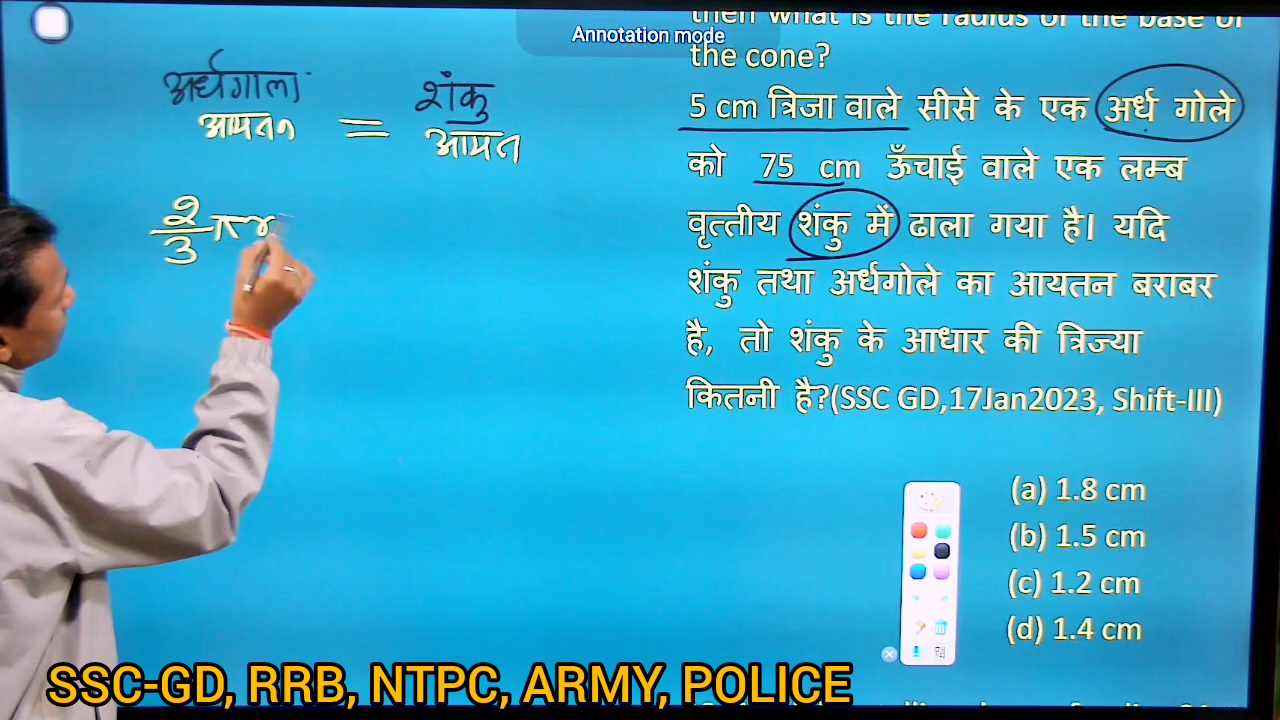 then what is the radius of the base of
Annotation mode
the cone?
5 cm त्रिजा वाले सीसे के एक अर्ध गोले
को 75 cm ऊँचाई वाले एक लम्ब
वृत्तीय शंकु में ढाला गया है। यदि
शंकु तथा अर्धगोले का आयतन बराबर
है, तो शंकु के आधार की त्रिज्या
कितनी है?(SSC GD,17Jan2023, Shift-III)
(a) 1.8 cm
(b) 1.5 cm
(c) 1.2 cm
(d) 1.4 cm
अर्धगाला शंकु
आयतन = आयत
2/3 πr
SSC-GD, RRB, NTPC, ARMY, POLICE